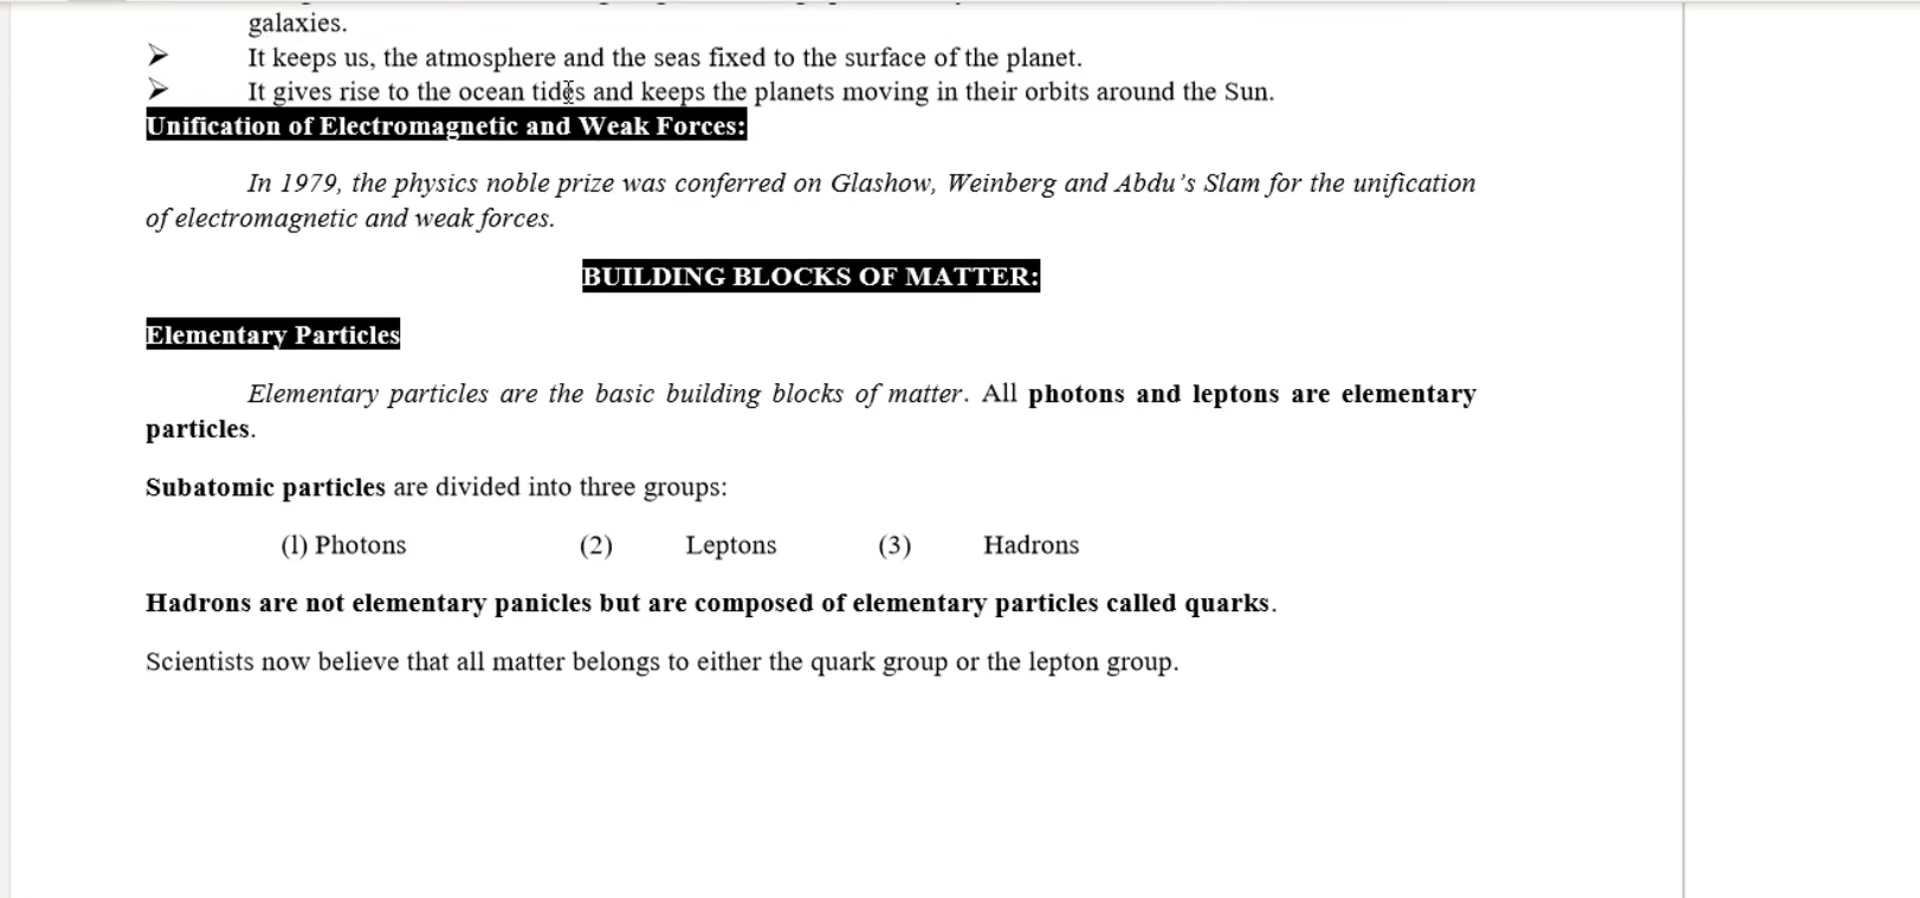 galaxies.
➢ It keeps us, the atmosphere and the seas fixed to the surface of the planet.
➢ It gives rise to the ocean tides and keeps the planets moving in their orbits around the Sun.
Unification of Electromagnetic and Weak Forces:
In 1979, the physics noble prize was conferred on Glashow, Weinberg and Abdu's Slam for the unification
of electromagnetic and weak forces.
BUILDING BLOCKS OF MATTER:
Elementary Particles
Elementary particles are the basic building blocks of matter. All photons and leptons are elementary
particles.
Subatomic particles are divided into three groups:
(1) Photons (2) Leptons (3) Hadrons
Hadrons are not elementary panicles but are composed of elementary particles called quarks.
Scientists now believe that all matter belongs to either the quark group or the lepton group.